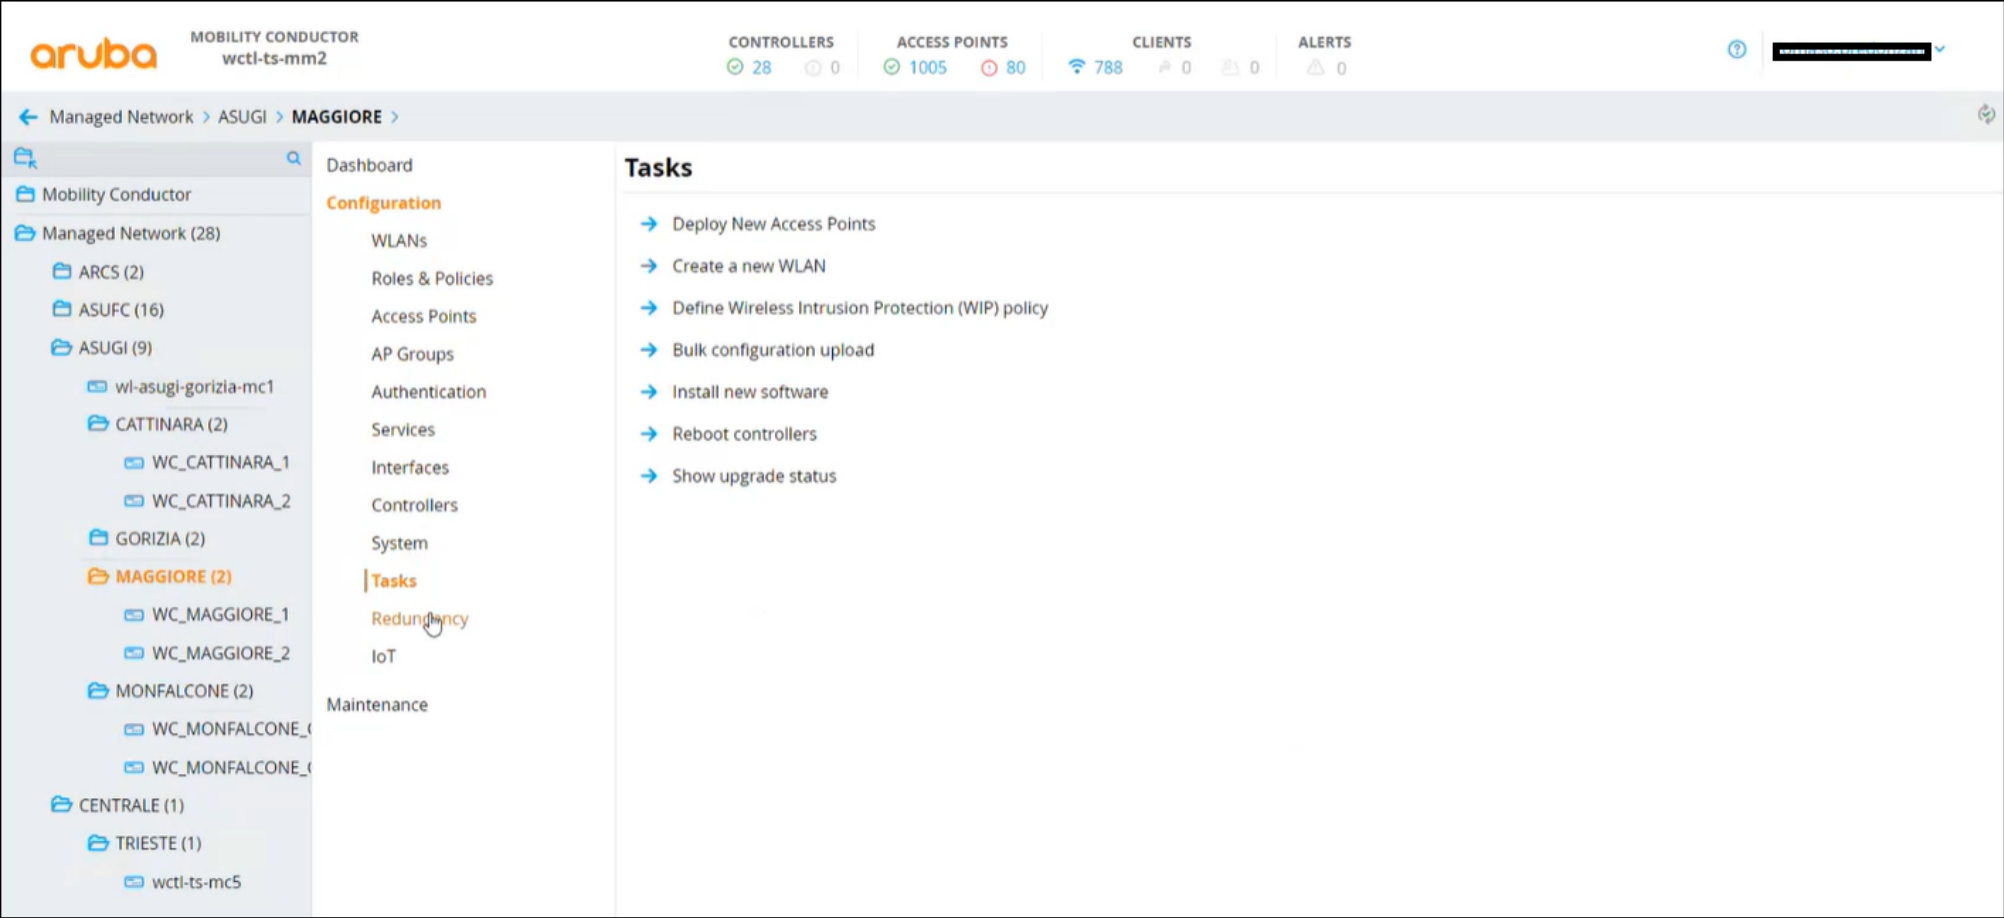 aruba
MOBILITY CONDUCTOR
wctl-ts-mm2
CONTROLLERS
28 0
ACCESS POINTS
1005 80
CLIENTS
788 0 0
ALERTS
0
Managed Network > ASUGI > MAGGIORE >
Mobility Conductor
Managed Network (28)
ARCS (2)
ASUFC (16)
ASUGI (9)
wl-asugi-gorizia-mc1
CATTINARA (2)
WC_CATTINARA_1
WC_CATTINARA_2
GORIZIA (2)
MAGGIORE (2)
WC_MAGGIORE_1
WC_MAGGIORE_2
MONFALCONE (2)
WC_MONFALCONE_
WC_MONFALCONE_
CENTRALE (1)
TRIESTE (1)
wctl-ts-mc5
Dashboard
Configuration
WLANs
Roles & Policies
Access Points
AP Groups
Authentication
Services
Interfaces
Controllers
System
Tasks
Redundancy
IoT
Maintenance
Tasks
Deploy New Access Points
Create a new WLAN
Define Wireless Intrusion Protection (WIP) policy
Bulk configuration upload
Install new software
Reboot controllers
Show upgrade status